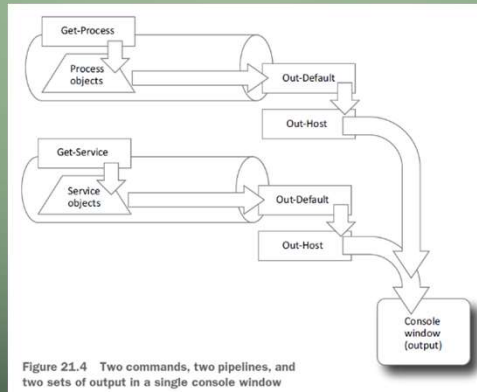 Get-Process
Process
objects
Out-Default
Out-Host
Get-Service
Service
objects
Out-Default
Out-Host
Console
window
(output)
Figure 21.4 Two commands, two pipelines, and
two sets of output in a single console window